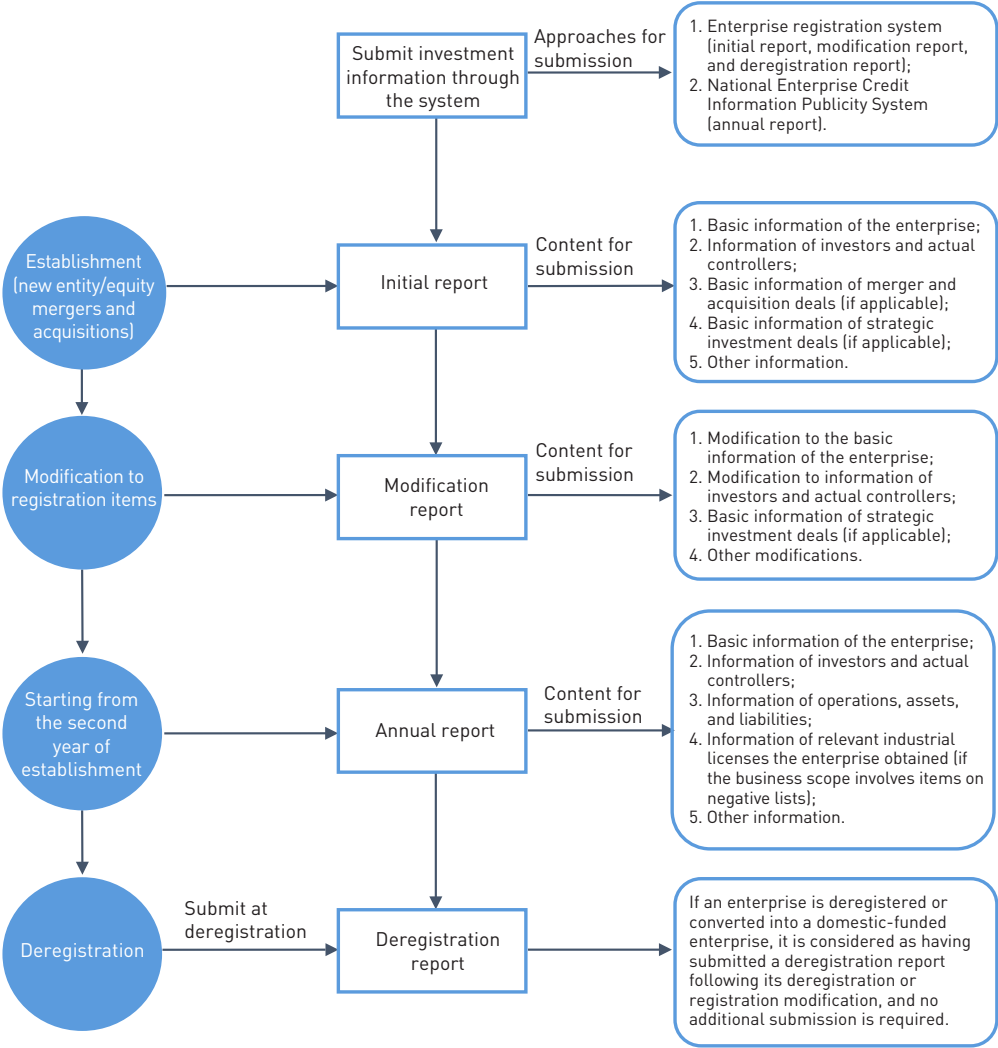 Submit investment
information through
the system
Approaches for
submission
1. Enterprise registration system
(initial report, modification report,
and deregistration report);
2. National Enterprise Credit
Information Publicity System
(annual report).
Establishment
(new entity/equity
mergers and
acquisitions)
Initial report
Content for
submission
1. Basic information of the enterprise;
2. Information of investors and actual
controllers;
3. Basic information of merger and
acquisition deals (if applicable);
4. Basic information of strategic
investment deals (if applicable);
5. Other information.
Modification to
registration items
Modification
report
Content for
submission
1. Modification to the basic
information of the enterprise;
2. Modification to information of
investors and actual controllers;
3. Basic information of strategic
investment deals (if applicable);
4. Other modifications.
Starting from
the second
year of
establishment
Annual report
Content for
submission
1. Basic information of the enterprise;
2. Information of investors and actual
controllers;
3. Information of operations, assets,
and liabilities;
4. Information of relevant industrial
licenses the enterprise obtained (if
the business scope involves items on
negative lists);
5. Other information.
Deregistration
Submit at
deregistration
Deregistration
report
If an enterprise is deregistered or
converted into a domestic-funded
enterprise, it is considered as having
submitted a deregistration report
following its deregistration or
registration modification, and no
additional submission is required.